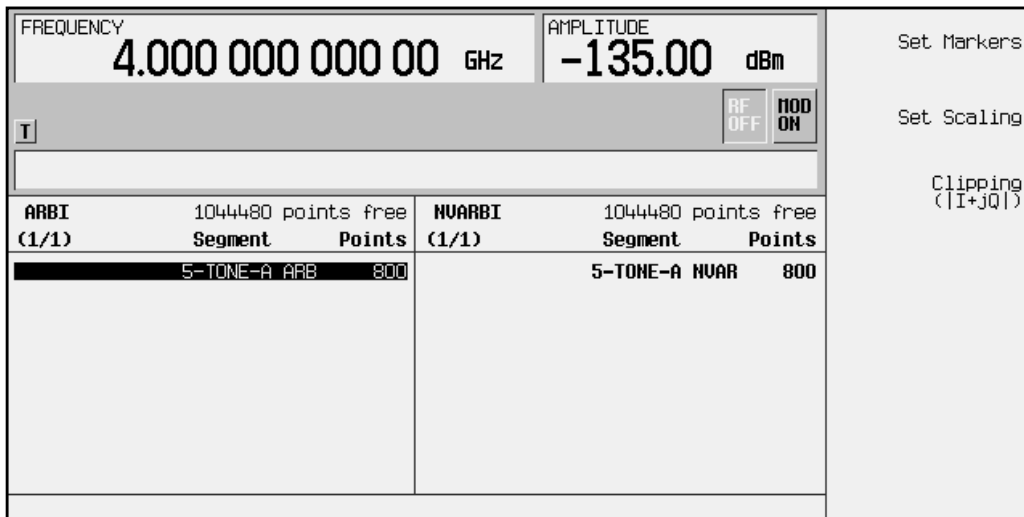 FREQUENCY
4.000 000 000 00 GHz
AMPLITUDE
-135.00 dBm
RF
OFF
MOD
ON
T
ARBI 1044480 points free
(1/1) Segment Points
5-TONE-A ARB 800
NVARBI 1044480 points free
(1/1) Segment Points
5-TONE-A NVAR 800
Set Markers
Set Scaling
Clipping
(|I+jQ|)